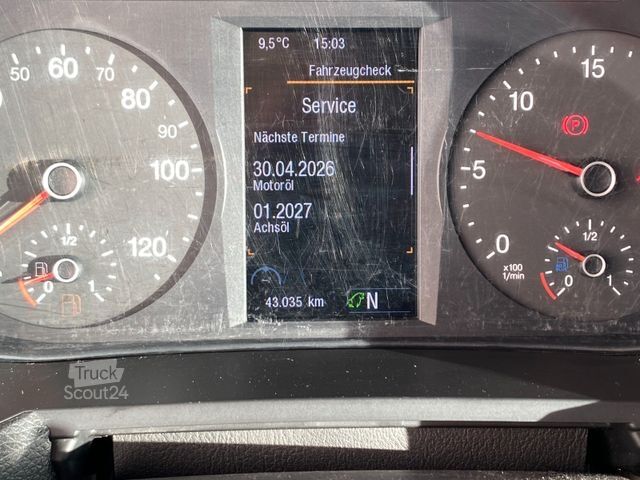 9,5°C 15:03
Fahrzeugcheck
Service
Nächste Termine
30.04.2026
Motoröl
01.2027
Achsöl
43.035 km N
50 60 70
80
90
100
120
1/2
0 1
15
10
5
0
x100
1/min
(P)
1/2
0 1
Truck
Scout24